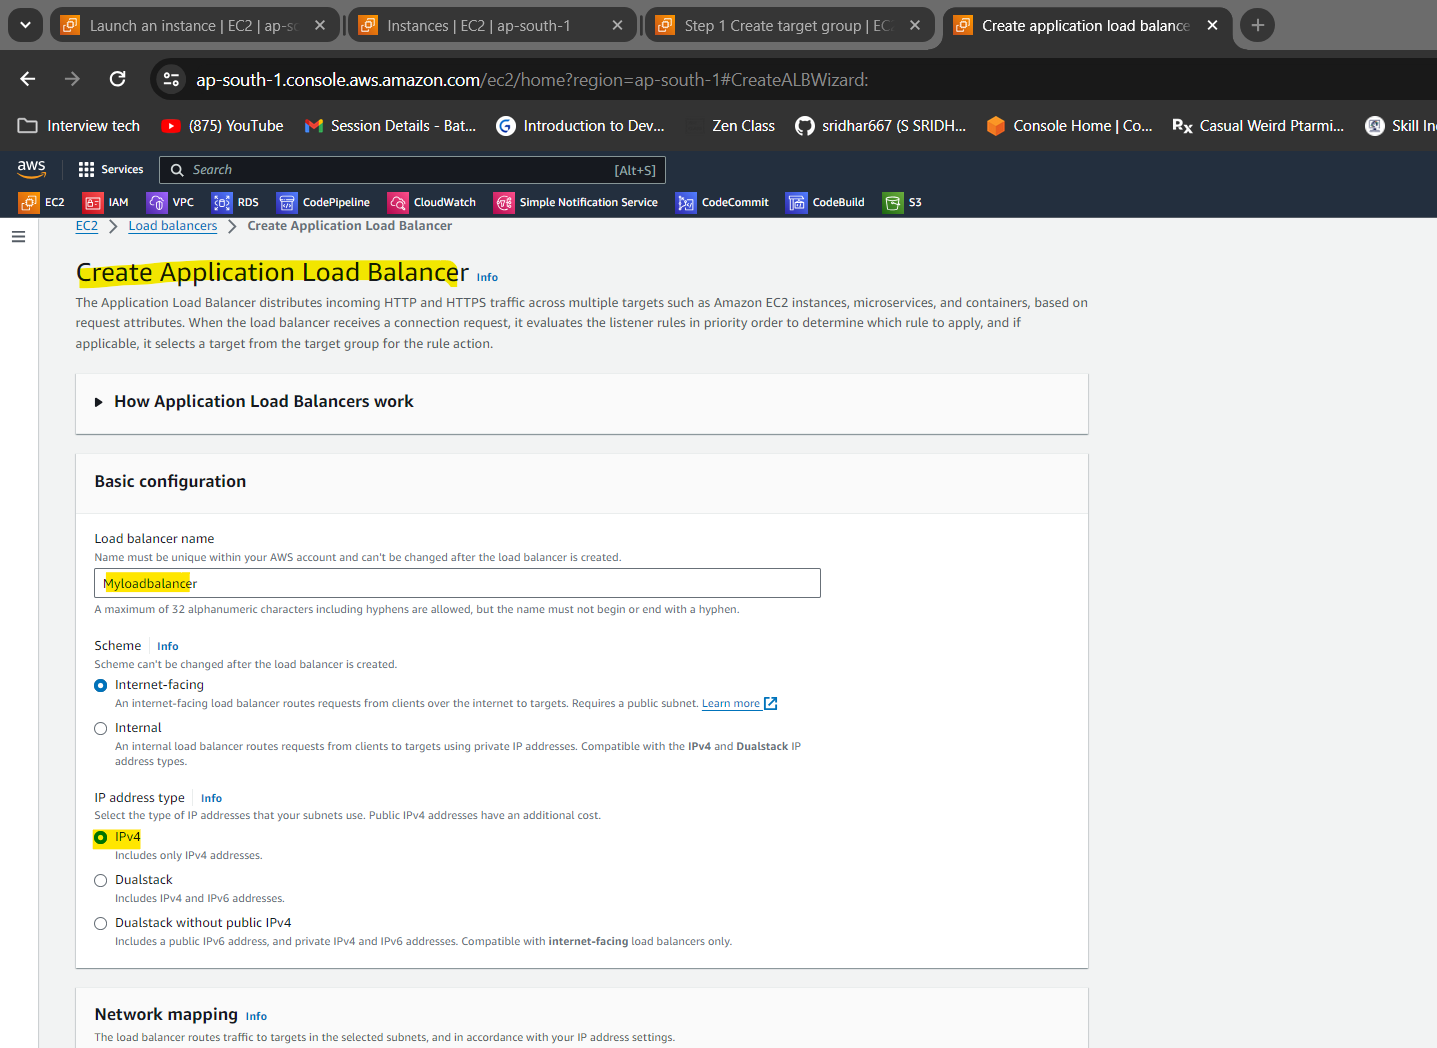 Launch an instance | EC2 | ap-sc
Instances | EC2 | ap-south-1
Step 1 Create target group | EC
Create application load balance
ap-south-1.console.aws.amazon.com/ec2/home?region=ap-south-1#CreateALBWizard:
Interview tech
(875) YouTube
Session Details - Bat...
Introduction to Dev...
Zen Class
sridhar667 (S SRIDH...
Console Home | Co...
Rx Casual Weird Ptarmi...
Skill In
aws
Services
Search
[Alt+S]
EC2
IAM
VPC
RDS
CodePipeline
CloudWatch
Simple Notification Service
CodeCommit
CodeBuild
S3
EC2 > Load balancers > Create Application Load Balancer
Create Application Load Balancer Info
The Application Load Balancer distributes incoming HTTP and HTTPS traffic across multiple targets such as Amazon EC2 instances, microservices, and containers, based on
request attributes. When the load balancer receives a connection request, it evaluates the listener rules in priority order to determine which rule to apply, and if
applicable, it selects a target from the target group for the rule action.
How Application Load Balancers work
Basic configuration
Load balancer name
Name must be unique within your AWS account and can't be changed after the load balancer is created.
Myloadbalancer
A maximum of 32 alphanumeric characters including hyphens are allowed, but the name must not begin or end with a hyphen.
Scheme Info
Scheme can't be changed after the load balancer is created.
Internet-facing
An internet-facing load balancer routes requests from clients over the internet to targets. Requires a public subnet. Learn more
Internal
An internal load balancer routes requests from clients to targets using private IP addresses. Compatible with the IPv4 and Dualstack IP
address types.
IP address type Info
Select the type of IP addresses that your subnets use. Public IPv4 addresses have an additional cost.
IPv4
Includes only IPv4 addresses.
Dualstack
Includes IPv4 and IPv6 addresses.
Dualstack without public IPv4
Includes a public IPv6 address, and private IPv4 and IPv6 addresses. Compatible with internet-facing load balancers only.
Network mapping Info
The load balancer routes traffic to targets in the selected subnets, and in accordance with your IP address settings.